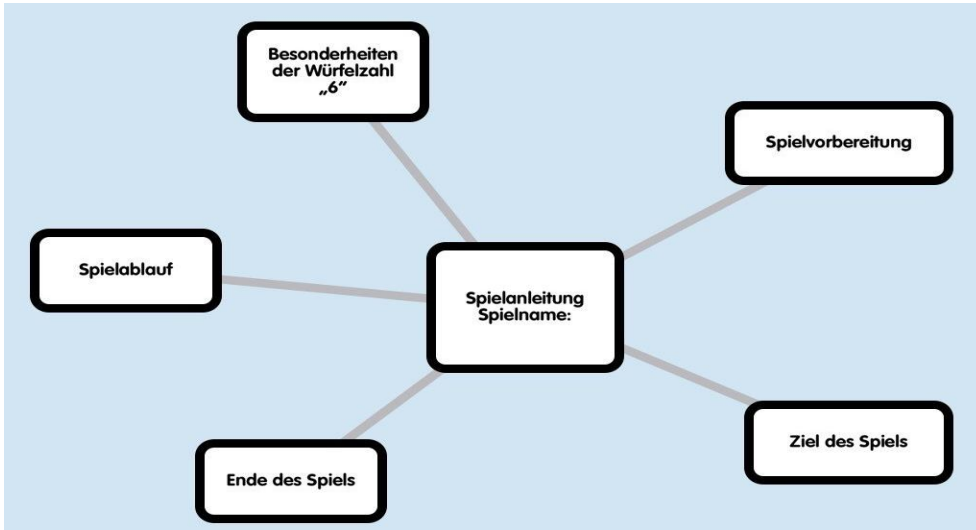 Besonderheiten
der Würfelzahl
„6”
Spielvorbereitung
Spielablauf
Spielanleitung
Spielname:
Ziel des Spiels
Ende des Spiels